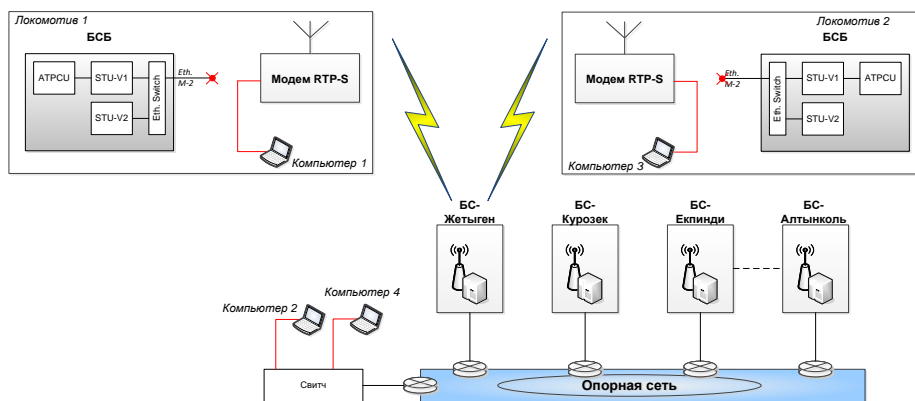 Локомотив 1
БСБ
ATPCU
STU-V1
STU-V2
Eth. Switch
Eth.
M-2
Модем RTP-S
Компьютер 1
Локомотив 2
БСБ
Модем RTP-S
Eth.
M-2
Eth. Switch
STU-V1
ATPCU
STU-V2
Компьютер 3
БС-
Жетыген
БС-
Курозек
БС-
Екпинди
БС-
Алтынколь
Компьютер 2
Компьютер 4
Свитч
Опорная сеть